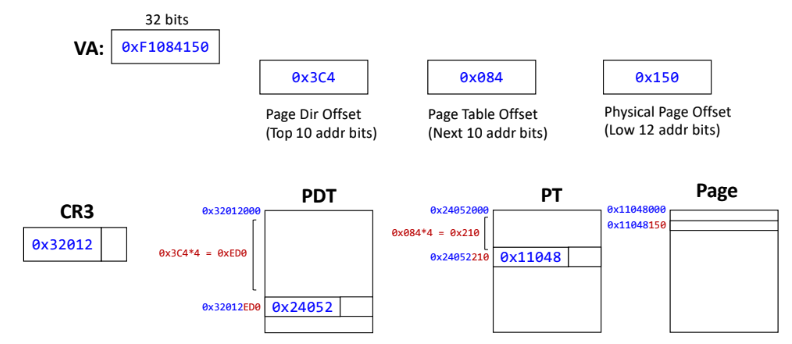 32 bits
VA: 0xF1084150
0x3C4
0x084
0x150
Page Dir Offset
(Top 10 addr bits)
Page Table Offset
(Next 10 addr bits)
Physical Page Offset
(Low 12 addr bits)
CR3
0x32012
PDT
0x32012000
0x3C4*4 = 0xED0
0x32012ED0 0x24052
PT
0x24052000
0x084*4 = 0x210
0x24052210 0x11048
Page
0x11048000
0x11048150